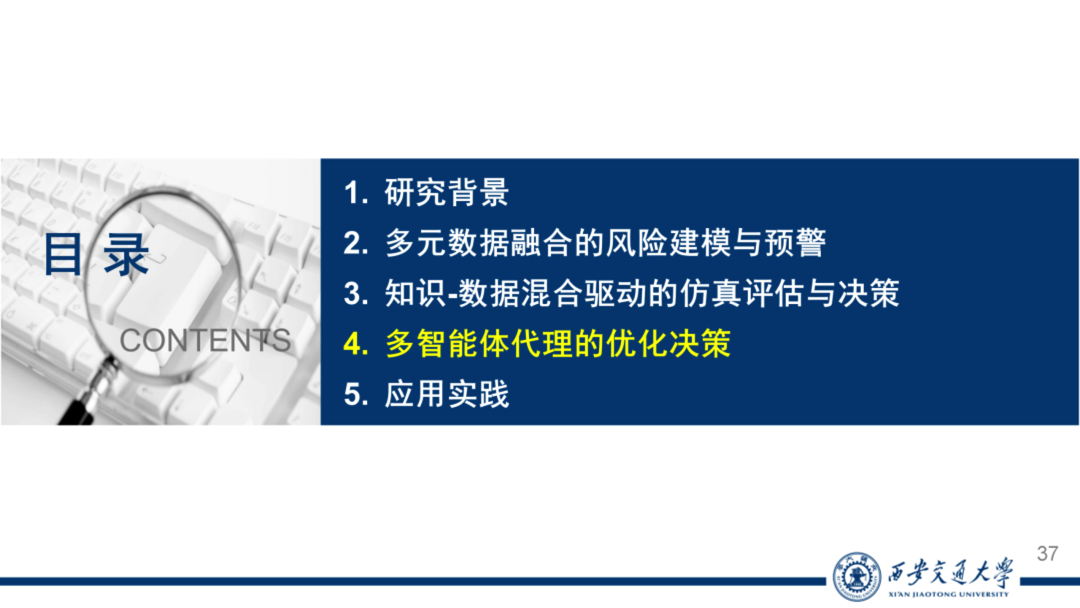 目 录
CONTENTS
1. 研究背景
2. 多元数据融合的风险建模与预警
3. 知识-数据混合驱动的仿真评估与决策
4. 多智能体代理的优化决策
5. 应用实践
西安交通大学
XI'AN JIAOTONG UNIVERSITY
37